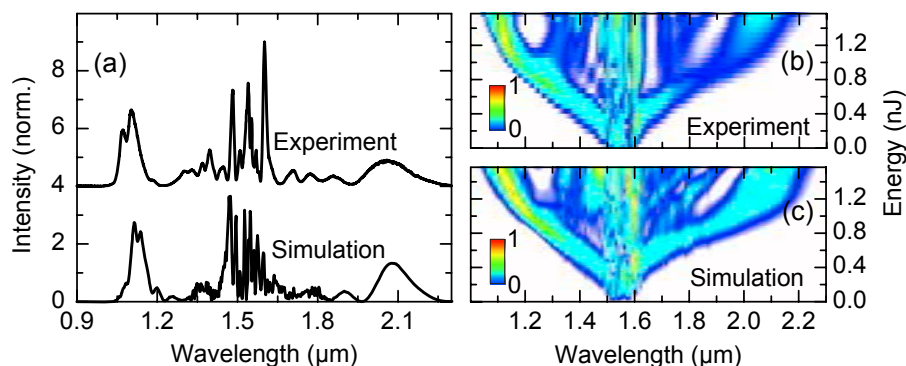 (a)
Intensity (norm.)
8
6
4
2
0
Experiment
Simulation
0.9 1.2 1.5 1.8 2.1
Wavelength (µm)
(b)
1
0
Experiment
1.2
0.8
0.4
0.0
(c)
1
0
Simulation
1.2
0.8
0.4
0.0
Energy (nJ)
1.2 1.4 1.6 1.8 2.0 2.2
Wavelength (µm)